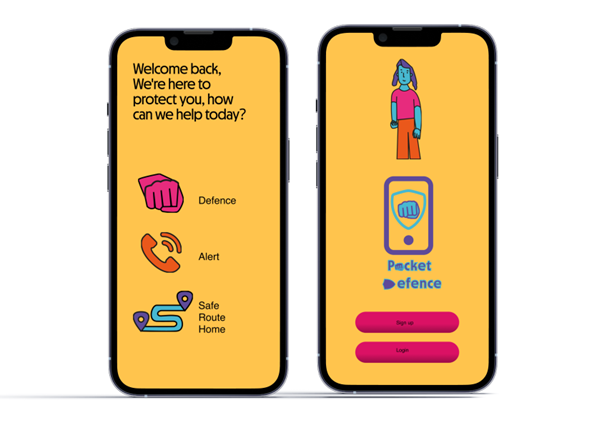 Welcome back,
We're here to
protect you, how
can we help today?
Defence
Alert
Safe
Route
Home
Pocket
Defence
Sign up
Login